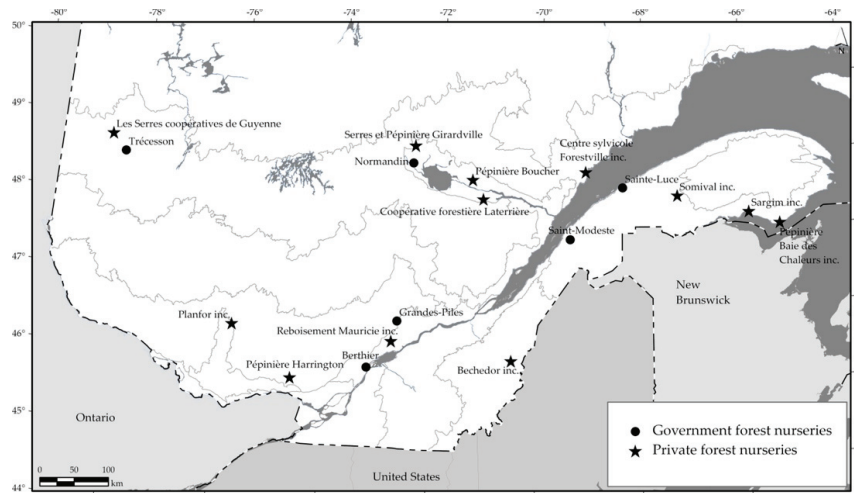 -80° -78° -76° -74° -72° -70° -68° -66° -64°
50°
N
49°
Les Serres coopératives de Guyenne
Trécesson
Serres et Pépinière Girardville
Normandin
Pépinière Boucher
Coopérative forestière Laterrière
Centre sylvicole
Forestville inc.
48°
Sainte-Luce
Somival inc.
Sargim inc.
Pépinière
Baie des
Chaleurs inc.
Saint-Modeste
47°
New
Brunswick
Planfor inc.
Grandes-Piles
46°
Reboisement Mauricie inc.
Berthier
Pépinière Harrington
Bechedor inc.
45°
Ontario
Government forest nurseries
Private forest nurseries
0 50 100
km
United States
44°